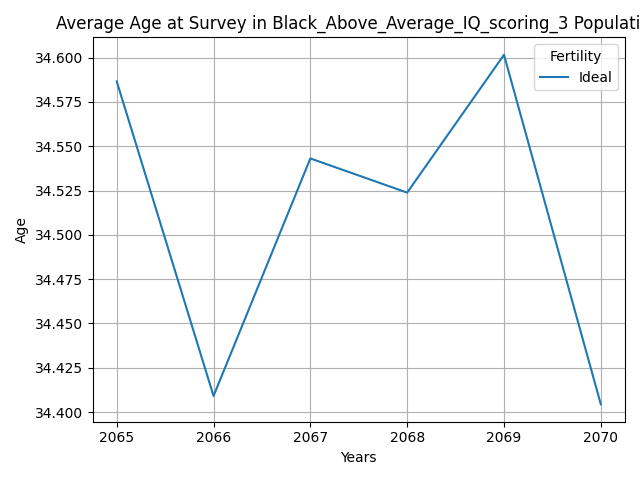 Average Age at Survey in Black_Above_Average_IQ_scoring_3 Populati
34.600
34.575
34.550
34.525
34.500
34.475
34.450
34.425
34.400
Age
Fertility
Ideal
2065 2066 2067 2068 2069 2070
Years